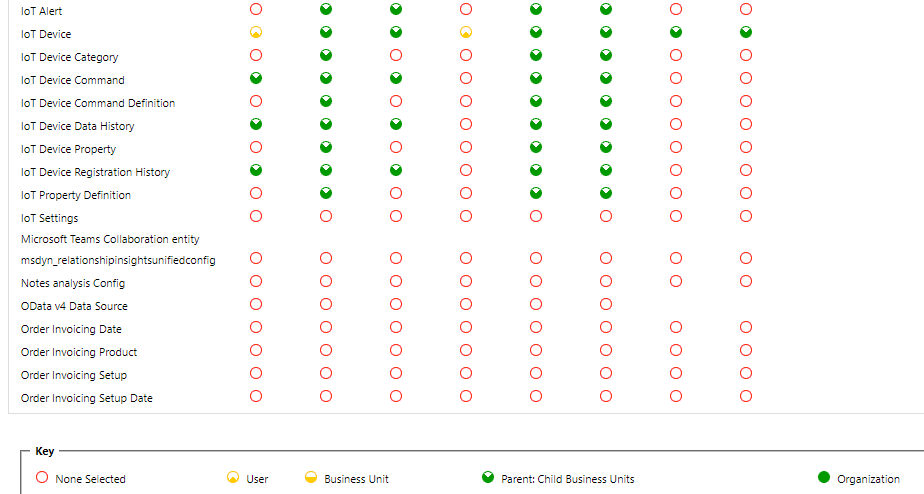 IoT Alert
IoT Device
IoT Device Category
IoT Device Command
IoT Device Command Definition
IoT Device Data History
IoT Device Property
IoT Device Registration History
IoT Property Definition
IoT Settings
Microsoft Teams Collaboration entity
msdyn_relationshipinsightsunifiedconfig
Notes analysis Config
OData v4 Data Source
Order Invoicing Date
Order Invoicing Product
Order Invoicing Setup
Order Invoicing Setup Date
Key
None Selected User Business Unit Parent: Child Business Units Organization